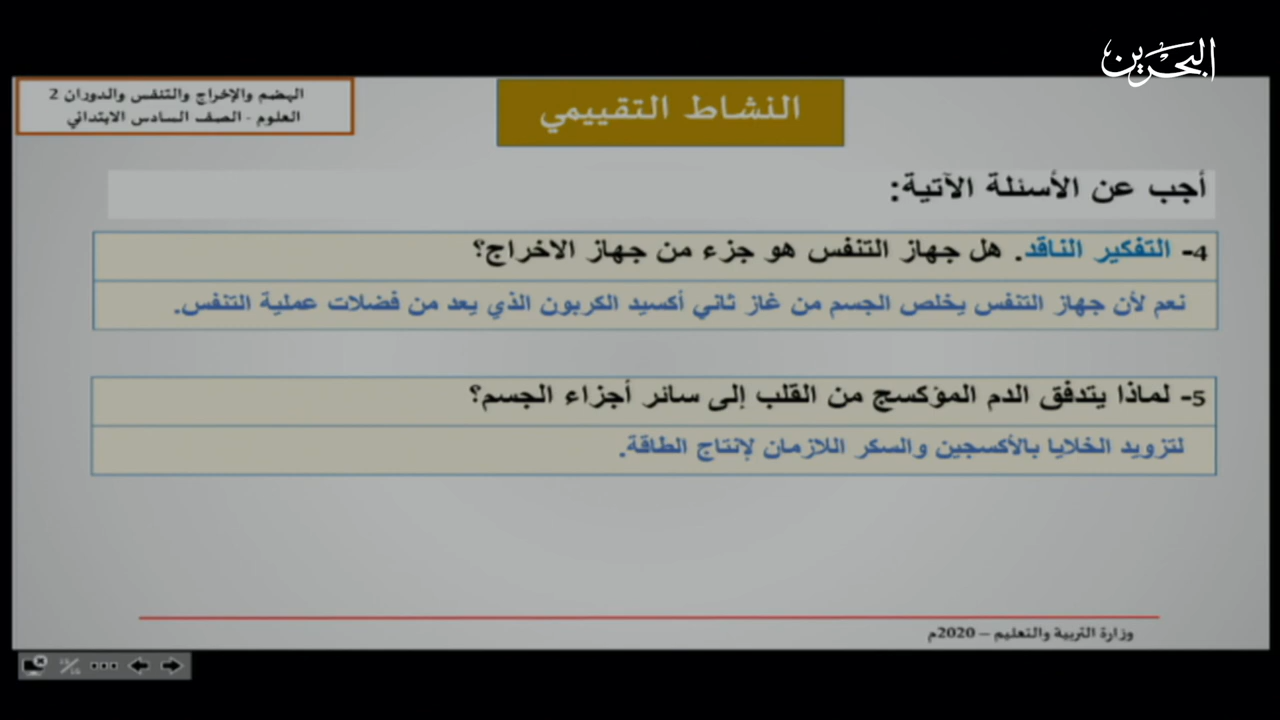 البحرين
الهضم والإخراج والتنفس والدوران 2
العلوم - الصف السادس الابتدائي
النشاط التقييمي
أجب عن الأسئلة الآتية:
4- التفكير الناقد. هل جهاز التنفس هو جزء من جهاز الاخراج؟
نعم لأن جهاز التنفس يخلص الجسم من غاز ثاني أكسيد الكربون الذي يعد من فضلات عملية التنفس.
5- لماذا يتدفق الدم المؤكسج من القلب إلى سائر أجزاء الجسم؟
لتزويد الخلايا بالأكسجين والسكر اللازمان لإنتاج الطاقة.
وزارة التربية والتعليم – 2020م